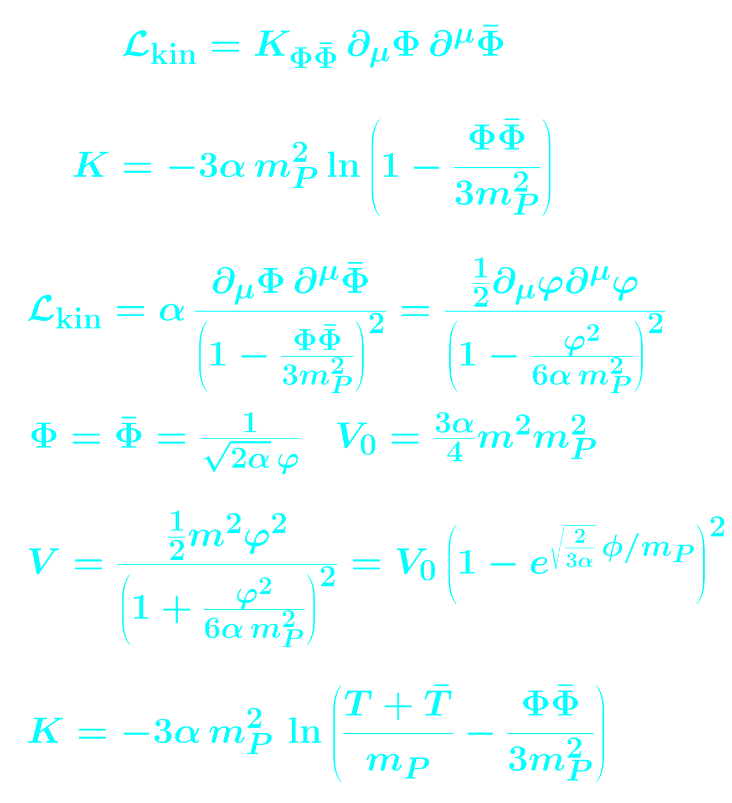 \mathcal{L}_{\rm kin} = K_{\Phi\bar{\Phi}} \, \partial_\mu \Phi \, \partial^\mu \bar{\Phi}
K = -3\alpha \, m_P^2 \ln \left( 1 - \frac{\Phi\bar{\Phi}}{3m_P^2} \right)
\mathcal{L}_{\rm kin} = \alpha \, \frac{\partial_\mu \Phi \, \partial^\mu \bar{\Phi}}{\left( 1 - \frac{\Phi\bar{\Phi}}{3m_P^2} \right)^2} = \frac{\frac{1}{2} \partial_\mu \varphi \partial^\mu \varphi}{\left( 1 - \frac{\varphi^2}{6\alpha \, m_P^2} \right)^2}
\Phi = \bar{\Phi} = \frac{1}{\sqrt{2\alpha} \, \varphi} \quad V_0 = \frac{3\alpha}{4} m^2 m_P^2
V = \frac{\frac{1}{2} m^2 \varphi^2}{\left( 1 + \frac{\varphi^2}{6\alpha \, m_P^2} \right)^2} = V_0 \left( 1 - e^{\sqrt{\frac{2}{3\alpha}} \, \phi / m_P} \right)^2
K = -3\alpha \, m_P^2 \, \ln \left( \frac{T + \bar{T}}{m_P} - \frac{\Phi\bar{\Phi}}{3m_P^2} \right)